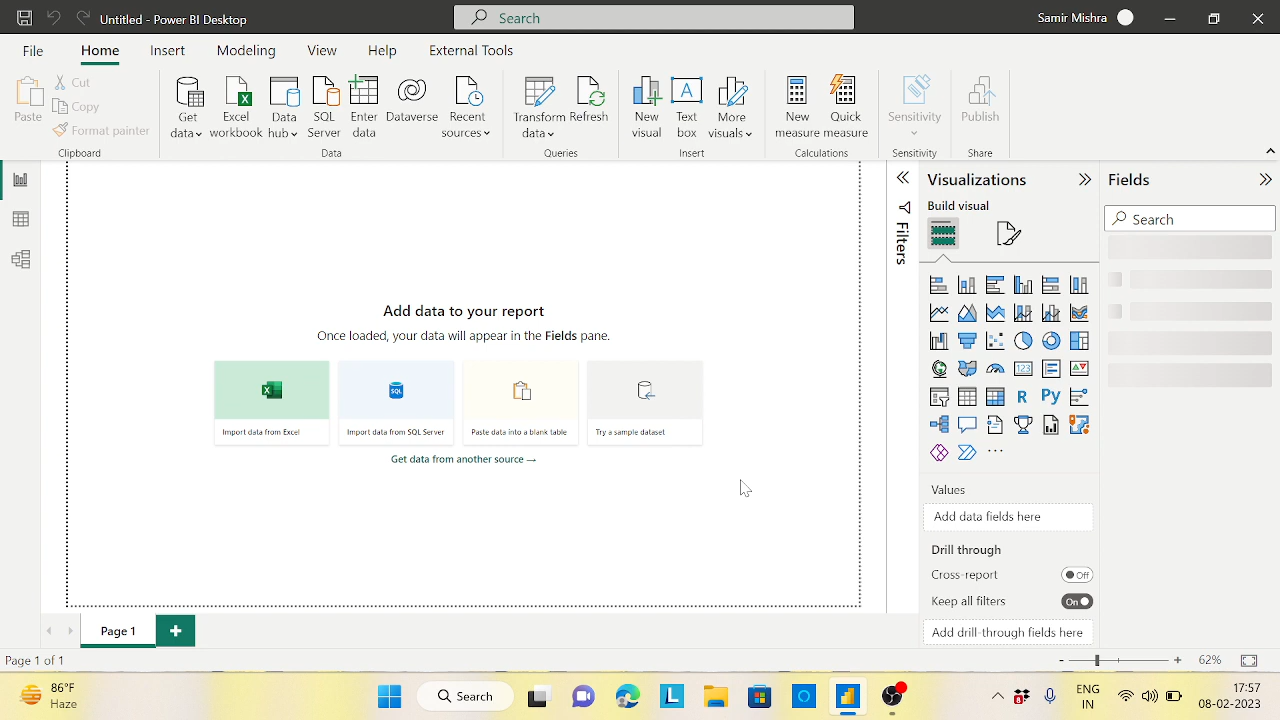 Untitled - Power BI Desktop
Search
Samir Mishra
File
Home
Insert
Modeling
View
Help
External Tools
Paste
Cut
Copy
Format painter
Clipboard
Get data
Excel workbook
Data hub
SQL Server
Enter data
Dataverse
Recent sources
Data
Transform data
Refresh
Queries
New visual
Text box
More visuals
Insert
New measure
Quick measure
Calculations
Sensitivity
Sensitivity
Publish
Share
Add data to your report
Once loaded, your data will appear in the Fields pane.
SQL
Import data from Excel
Import data from SQL Server
Paste data into a blank table
Try a sample dataset
Get data from another source →
Filters
Visualizations
Build visual
123
R
Py
...
Values
Add data fields here
Drill through
Cross-report
Off
Keep all filters
On
Add drill-through fields here
Fields
Search
Page 1
Page 1 of 1
- + 62%
86°F
Haze
Search
ENG
IN
17:57
08-02-2023